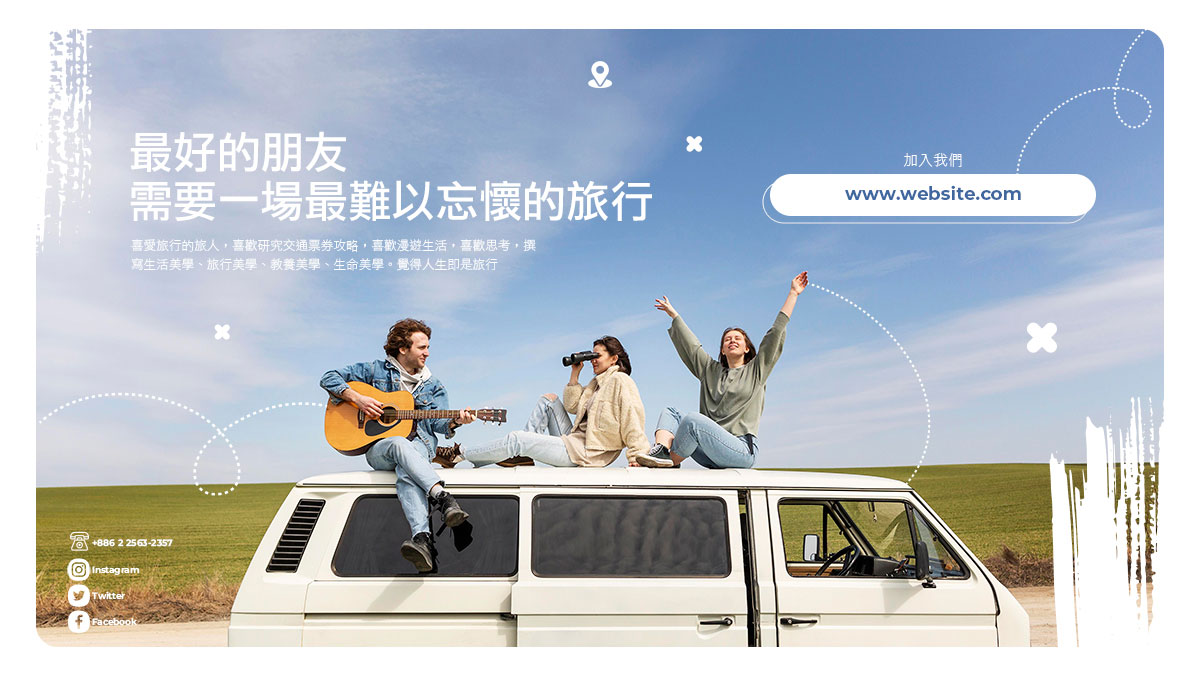 最好的朋友
需要一場最難以忘懷的旅行
喜愛旅行的旅人，喜歡研究交通票券攻略，喜歡漫遊生活，喜歡思考，撰
寫生活美學、旅行美學、教養美學、生命美學。覺得人生即是旅行
加入我們
www.website.com
+886 2 2563-2357
Instagram
Twitter
Facebook